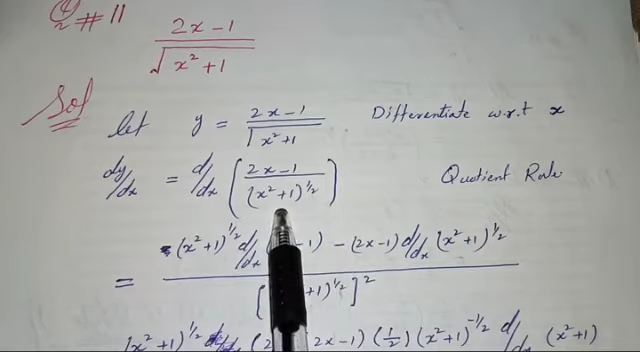 Q# 11
2x-1 / √(x²+1)
Sol
let y = 2x-1 / √(x²+1) Differentiate w.r.t x
dy/dx = d/dx ( 2x-1 / (x²+1)^1/2 ) Quotient Rule
= (x²+1)^1/2 d/dx ( -1) - (2x-1) d/dx (x²+1)^1/2 / [ +1)^1/2 ]²
(x²+1)^1/2 (2 2x-1) (1/2) (x²+1)^-1/2 d/dx (x²+1)